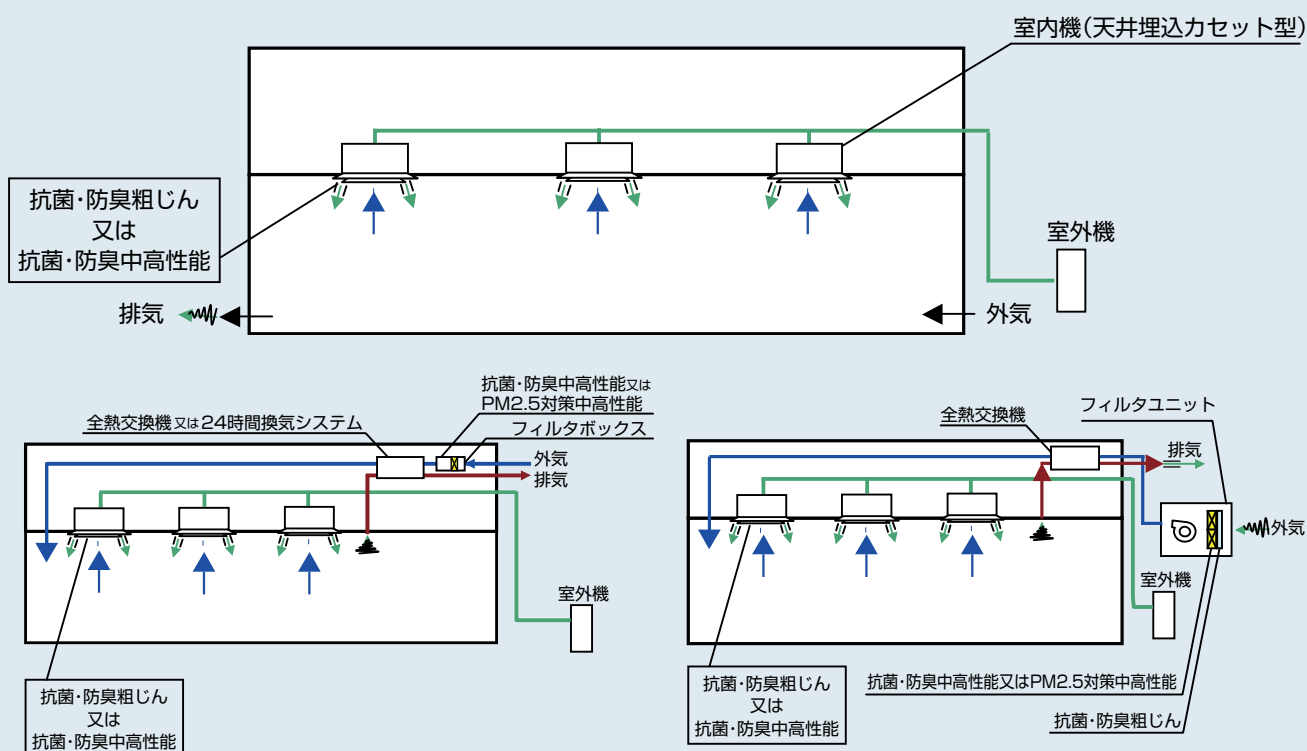 室内機(天井埋込カセット型)
抗菌・防臭粗じん
又は
抗菌・防臭中高性能
室外機
排気
外気
抗菌・防臭中高性能又は
PM2.5対策中高性能
全熱交換機又は24時間換気システム
フィルタボックス
外気
排気
室外機
抗菌・防臭粗じん
又は
抗菌・防臭中高性能
全熱交換機
フィルタユニット
排気
外気
室外機
抗菌・防臭粗じん
又は
抗菌・防臭中高性能
抗菌・防臭中高性能又はPM2.5対策中高性能
抗菌・防臭粗じん